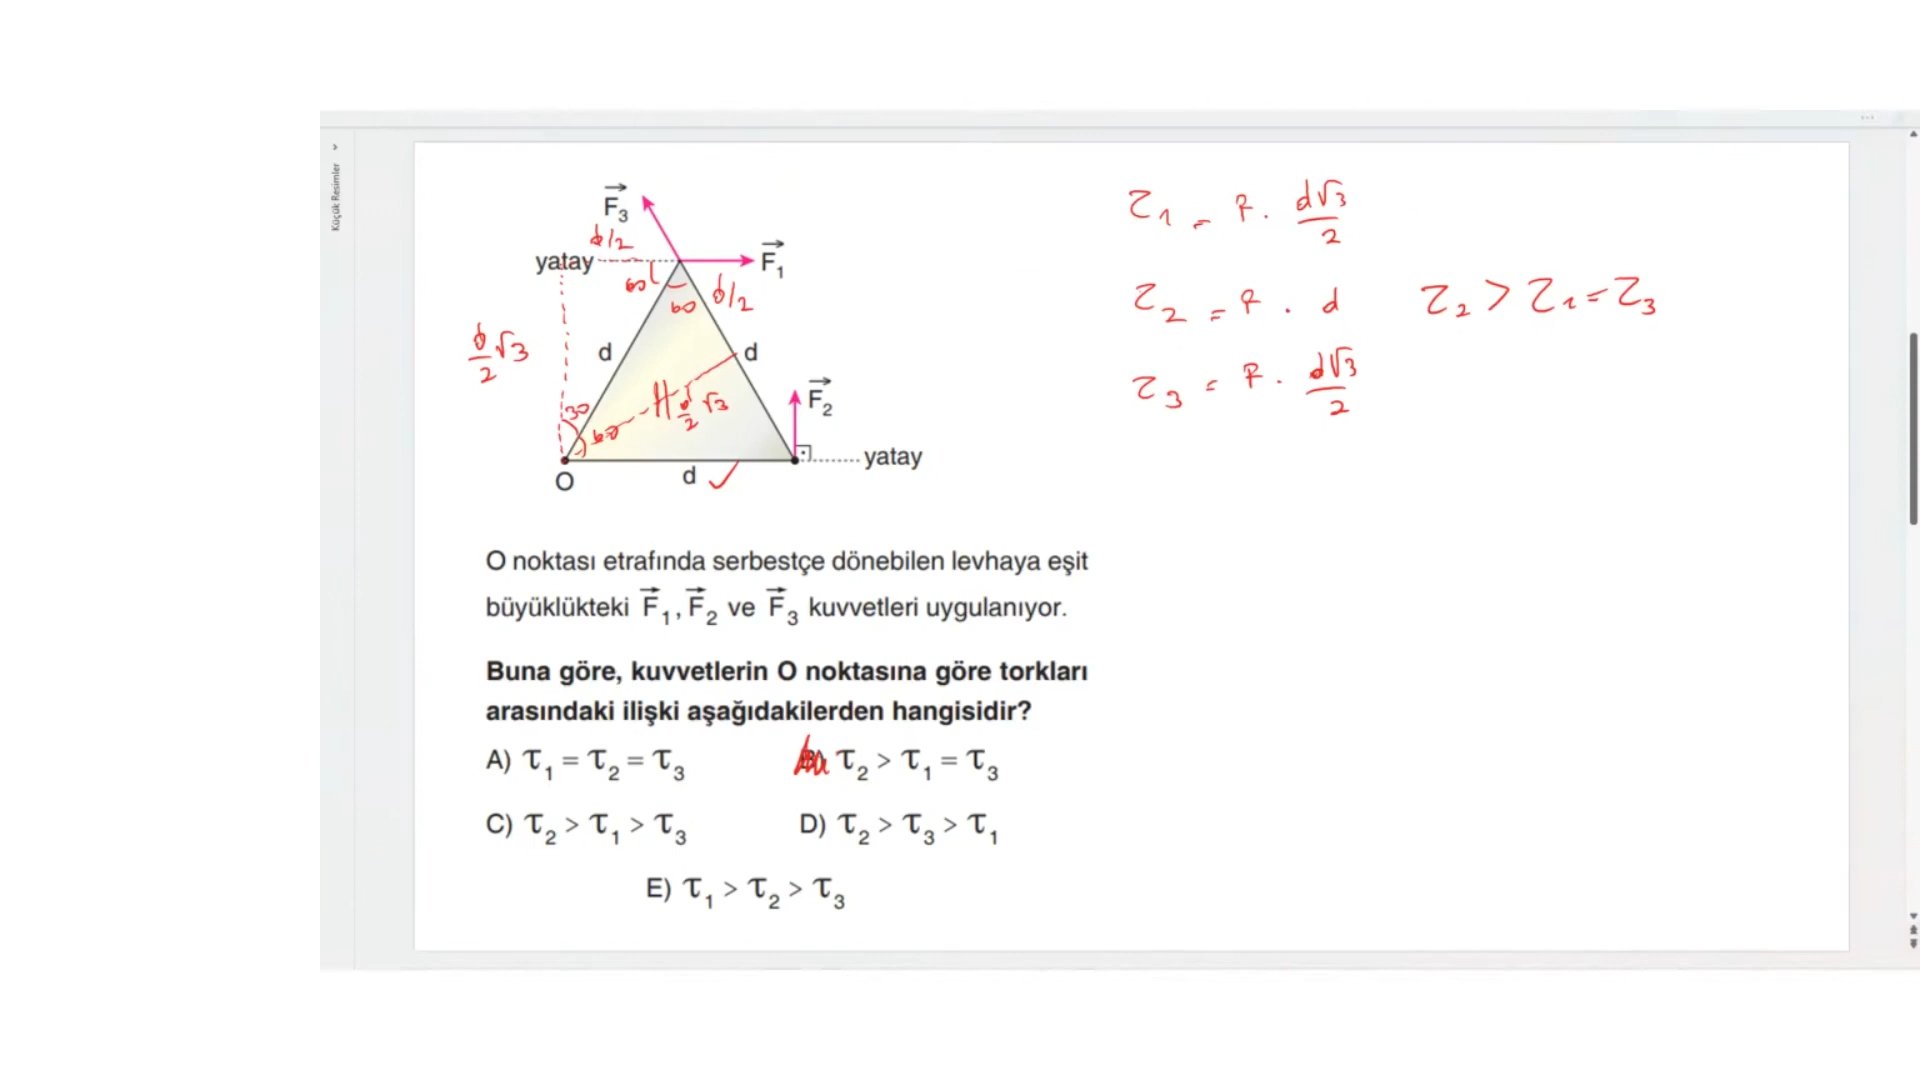 Küçük Resimler
F₃
d/2
yatay
F₁
60
60
d/2
d/2 √3
d
d
30
60
d/2 √3
F₂
yatay
O
d
τ₁ = F . d√3/2
τ₂ = F . d
τ₂ > τ₁ = τ₃
τ₃ = F . d√3/2
O noktası etrafında serbestçe dönebilen levhaya eşit
büyüklükteki F₁, F₂ ve F₃ kuvvetleri uygulanıyor.
Buna göre, kuvvetlerin O noktasına göre torkları
arasındaki ilişki aşağıdakilerden hangisidir?
A) τ₁ = τ₂ = τ₃
B) τ₂ > τ₁ = τ₃
C) τ₂ > τ₁ > τ₃
D) τ₂ > τ₃ > τ₁
E) τ₁ > τ₂ > τ₃